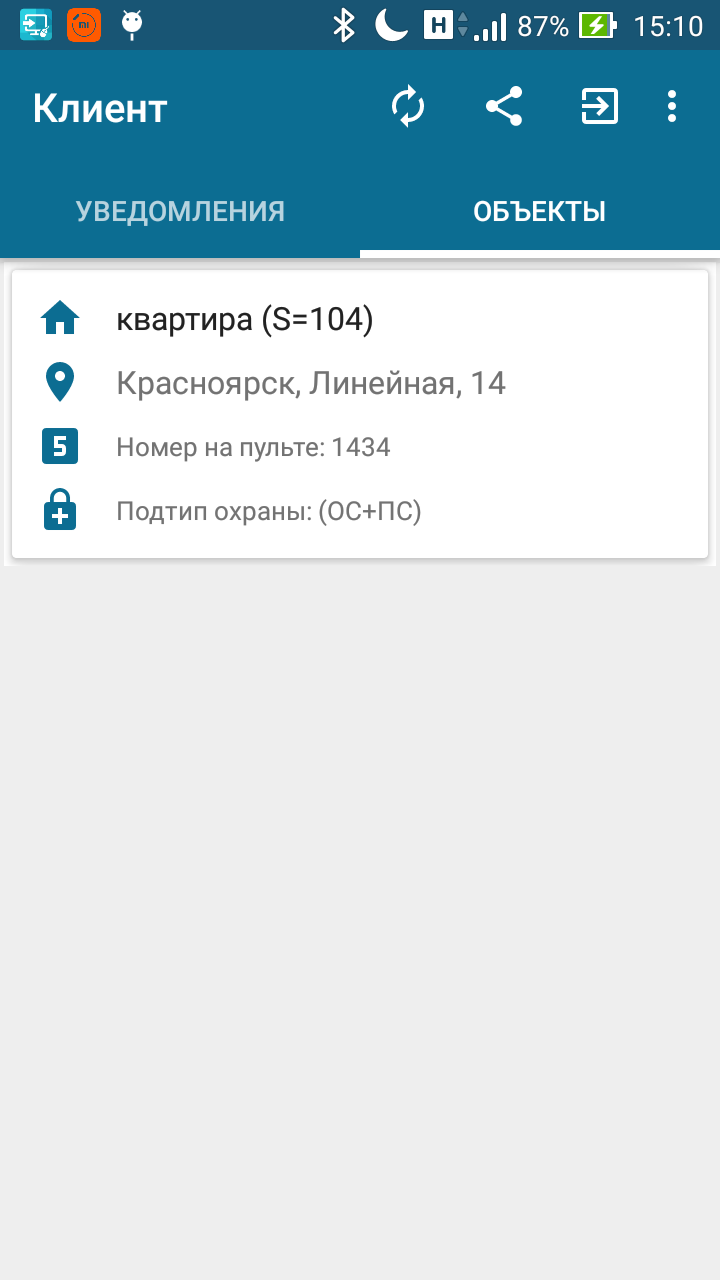 H 87% 15:10
Клиент
УВЕДОМЛЕНИЯ ОБЪЕКТЫ
квартира (S=104)
Красноярск, Линейная, 14
5 Номер на пульте: 1434
Подтип охраны: (ОС+ПС)